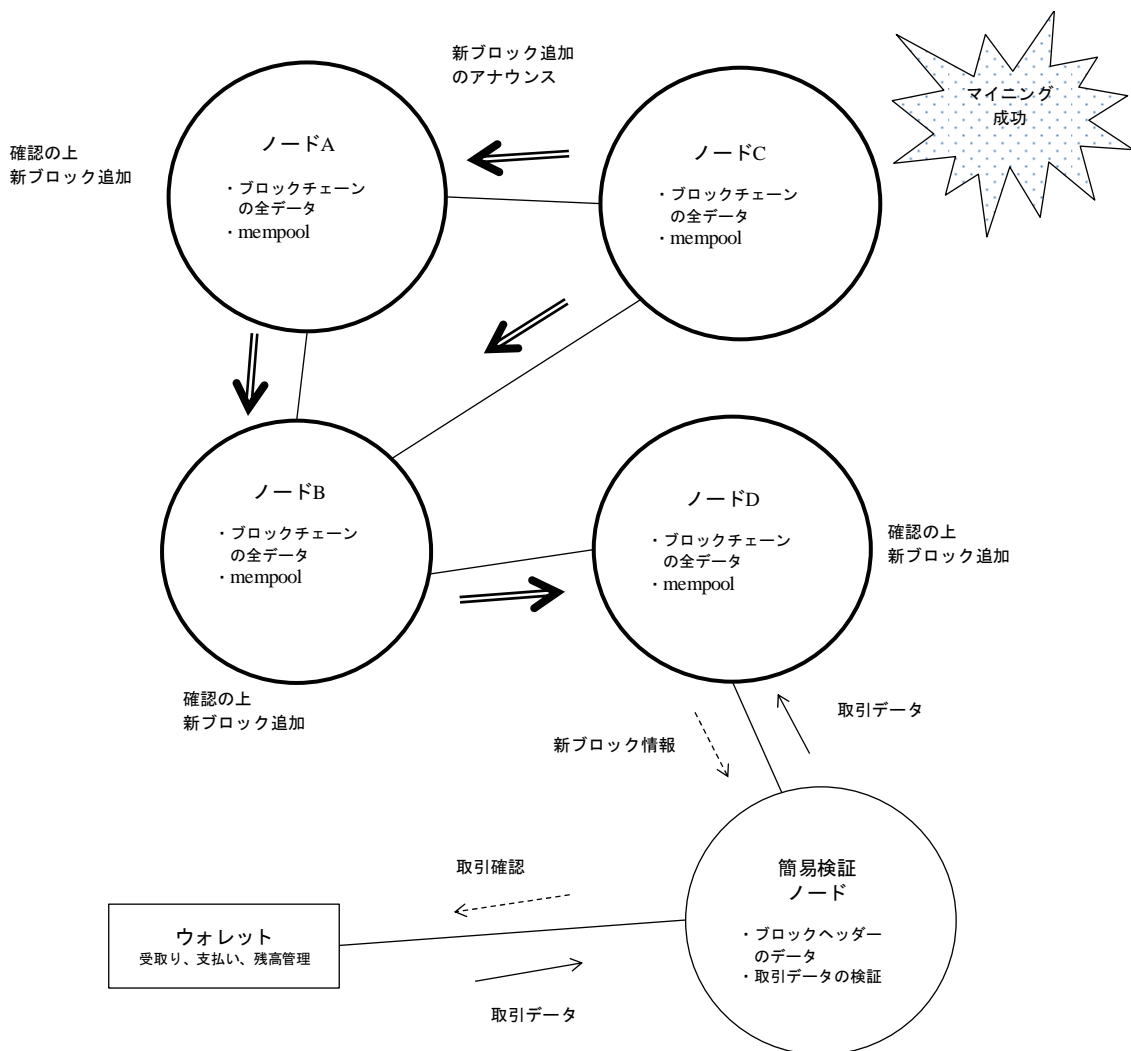 新ブロック追加
のアナウンス
マイニング
成功
確認の上
新ブロック追加
ノードA
・ブロックチェーン
の全データ
・mempool
ノードC
・ブロックチェーン
の全データ
・mempool
ノードB
・ブロックチェーン
の全データ
・mempool
ノードD
・ブロックチェーン
の全データ
・mempool
確認の上
新ブロック追加
確認の上
新ブロック追加
取引データ
新ブロック情報
取引確認
簡易検証
ノード
・ブロックヘッダー
のデータ
・取引データの検証
ウォレット
受取り、支払い、残高管理
取引データ